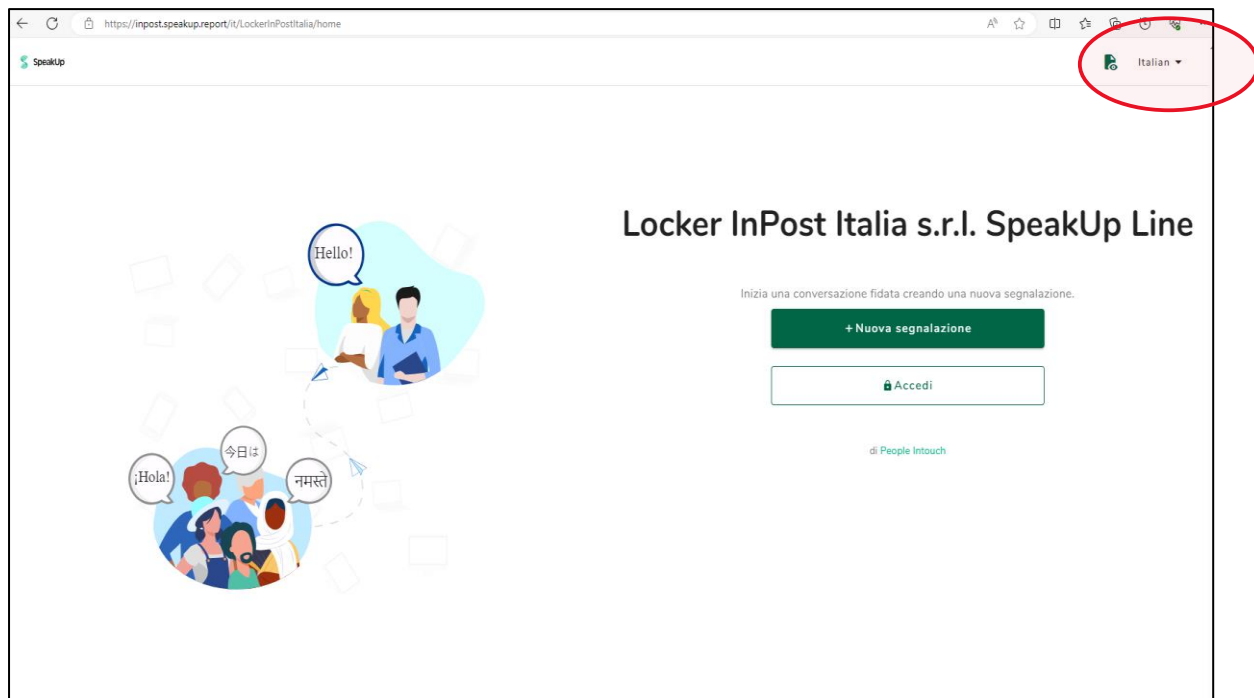 https://inpost.speakup.report/it/LockerInPostItalia/home
SpeakUp
Italian
Locker InPost Italia s.r.l. SpeakUp Line
Inizia una conversazione fidata creando una nuova segnalazione.
+ Nuova segnalazione
Accedi
di People Intouch
Hello!
今日は
¡Hola!
नमस्ते